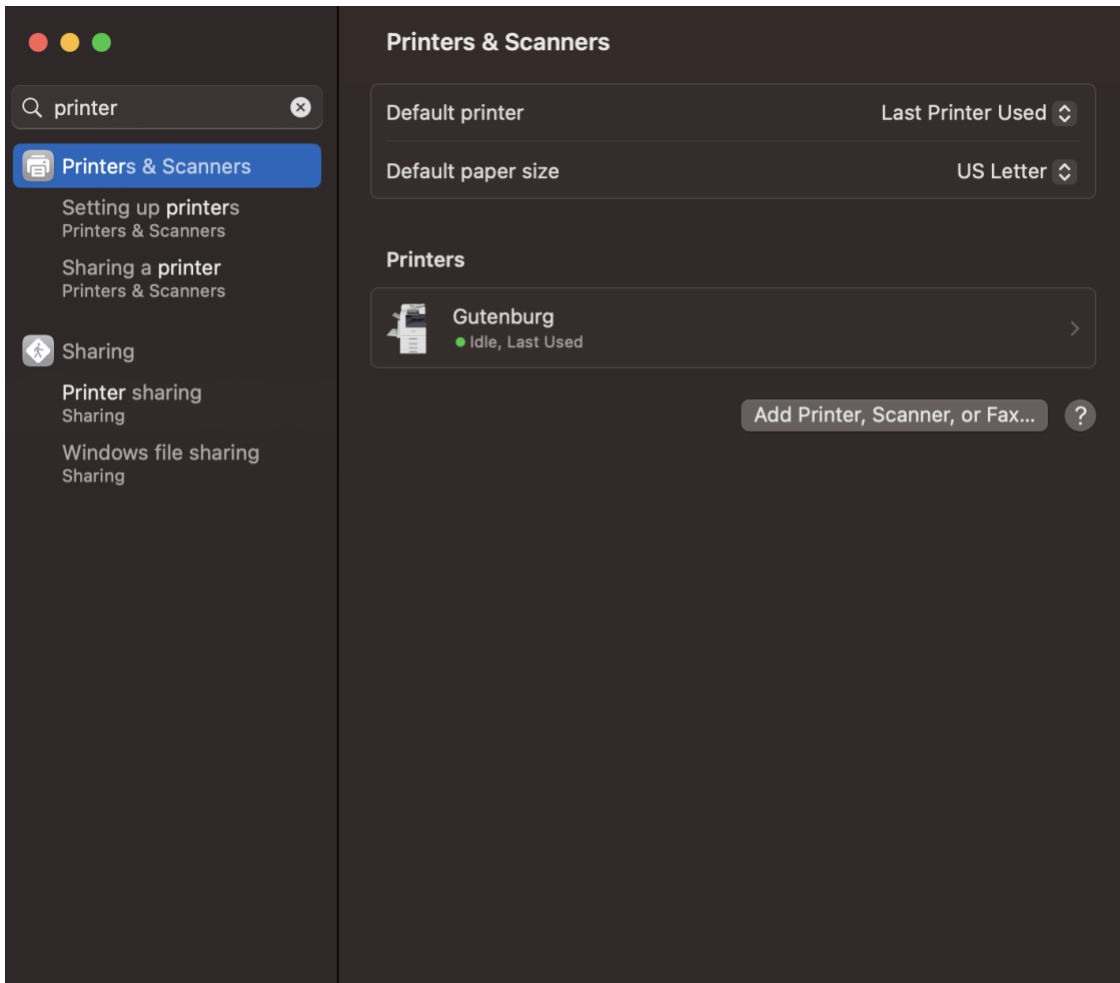 printer
Printers & Scanners
Setting up printers
Printers & Scanners
Sharing a printer
Printers & Scanners
Sharing
Printer sharing
Sharing
Windows file sharing
Sharing
Printers & Scanners
Default printer Last Printer Used
Default paper size US Letter
Printers
Gutenburg
Idle, Last Used
Add Printer, Scanner, or Fax... ?